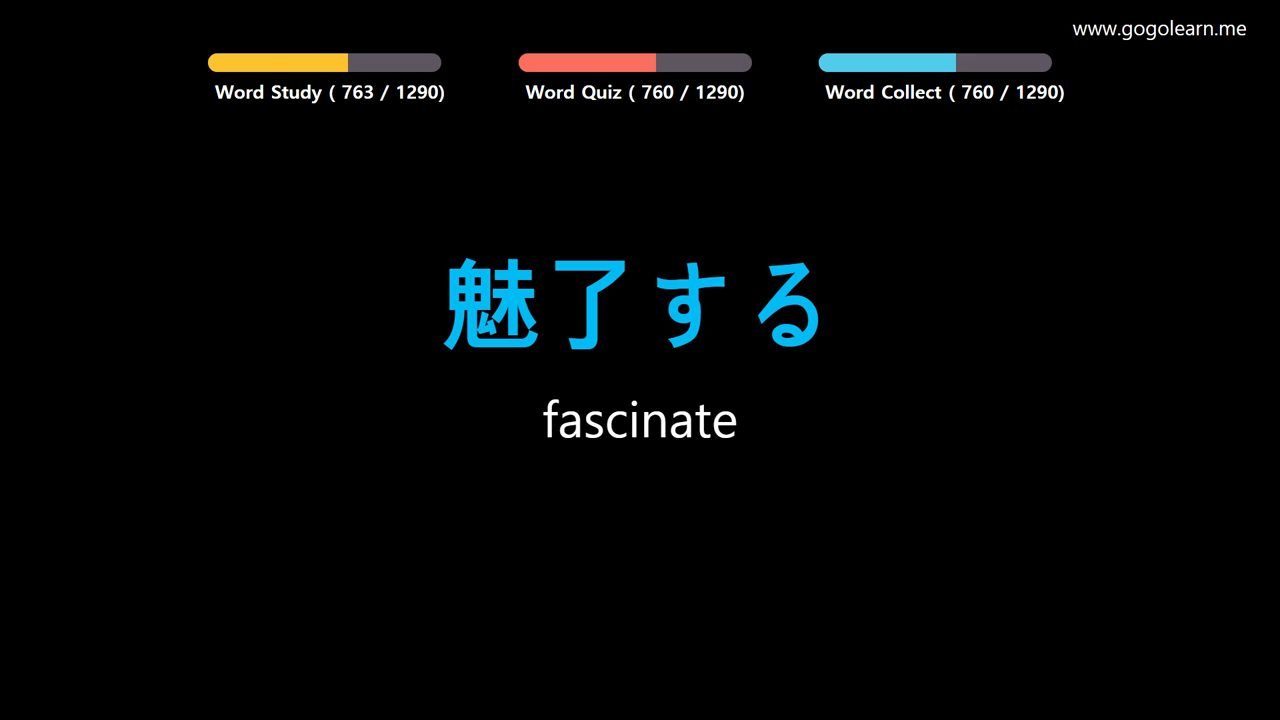 www.gogolearn.me
Word Study ( 763 / 1290)
Word Quiz ( 760 / 1290)
Word Collect ( 760 / 1290)
魅了する
fascinate